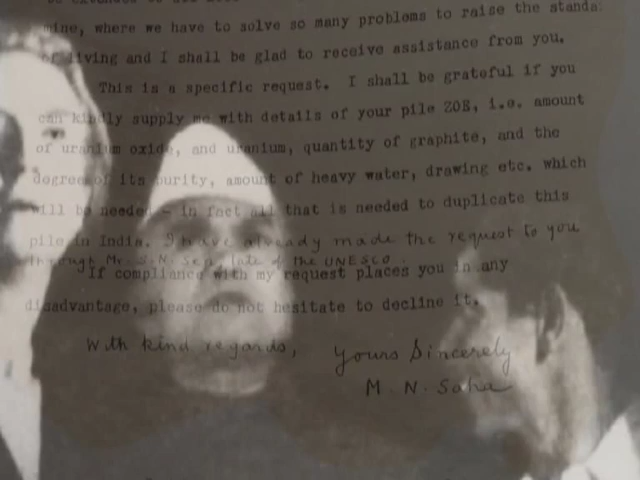 mine, where we have to solve so many problems to raise the standa
of living and I shall be glad to receive assistance from you.
This is a specific request. I shall be grateful if you
can kindly supply me with details of your pile ZOE, i.e. amount
of uranium oxide, and uranium, quantity of graphite, and the
degree of its purity, amount of heavy water, drawing etc. which
will be needed - in fact all that is needed to duplicate this
pile in India. I have already made the request to you
through Mr. S.N. Sen, late of the UNESCO.
If compliance with my request places you in any
disadvantage, please do not hesitate to decline it.
With kind regards,
Yours Sincerely
M. N. Saha